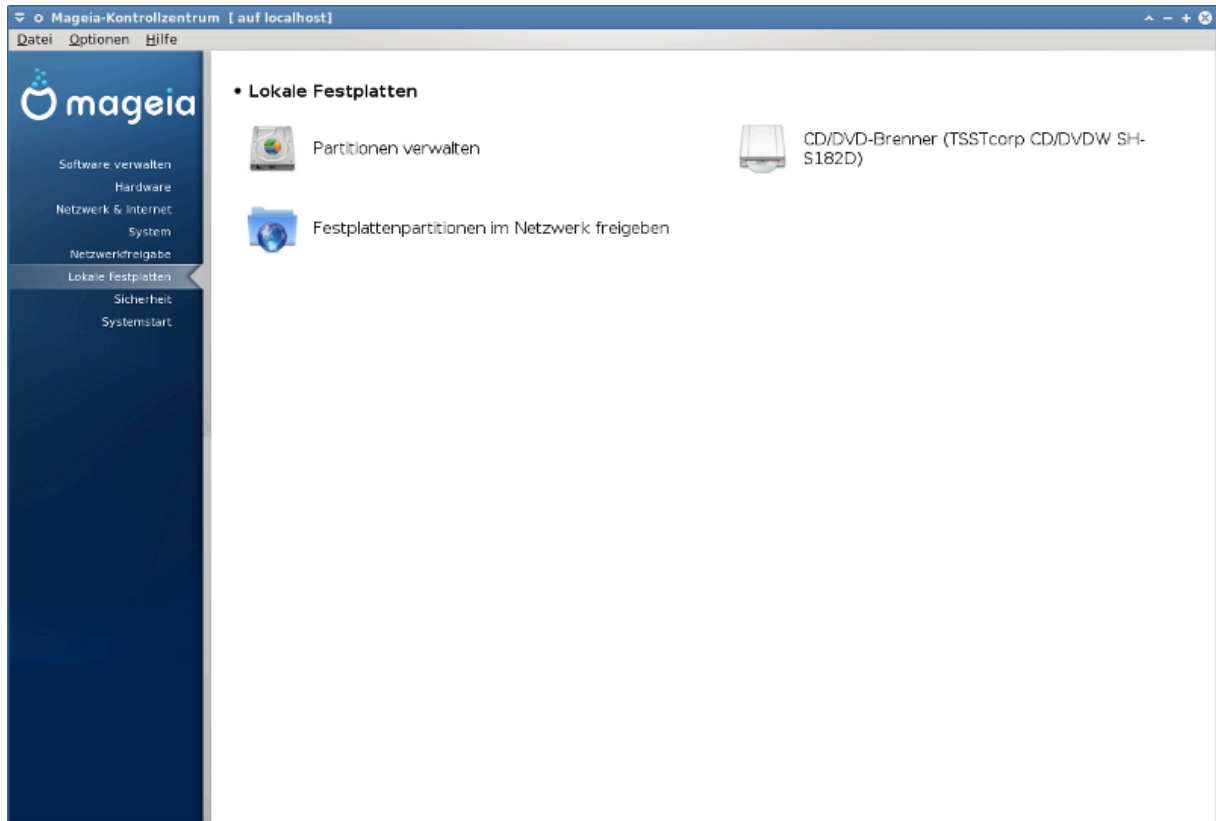 Mageia-Kontrollzentrum [ auf localhost]
Datei Optionen Hilfe
mageia
Software verwalten
Hardware
Netzwerk & Internet
System
Netzwerkfreigabe
Lokale Festplatten
Sicherheit
Systemstart
• Lokale Festplatten
Partitionen verwalten
CD/DVD-Brenner (TSSTcorp CD/DVDW SH-
S182D)
Festplattenpartitionen im Netzwerk freigeben